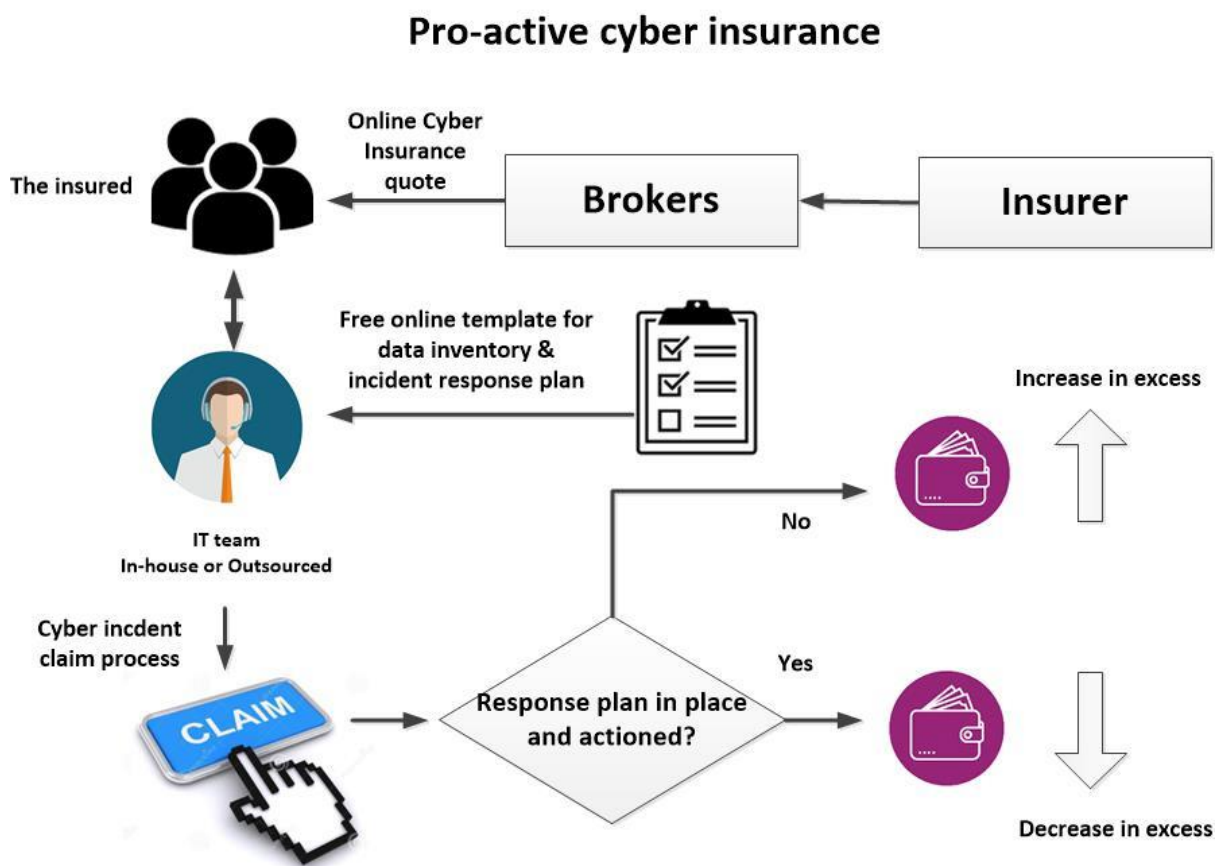 Pro-active cyber insurance
Online Cyber
Insurance
quote
The insured
Brokers
Insurer
Free online template for
data inventory &
incident response plan
Increase in excess
No
IT team
In-house or Outsourced
Cyber incdent
claim process
CLAIM
Yes
Response plan in place
and actioned?
Decrease in excess